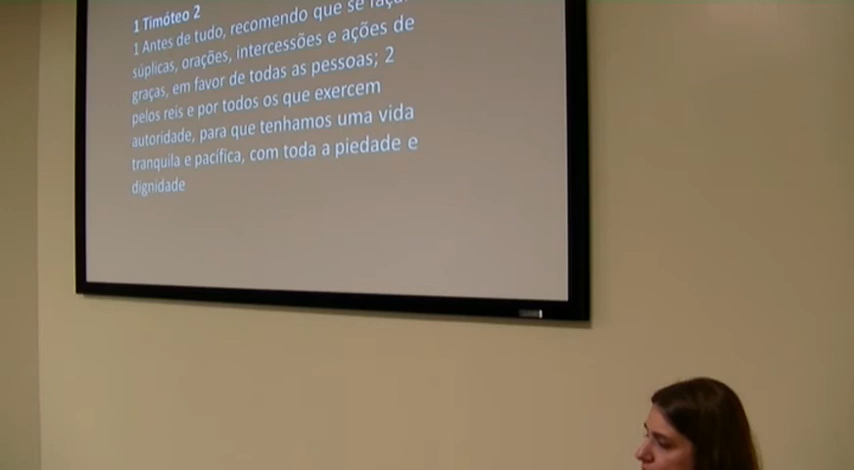 1 Timóteo 2
1 Antes de tudo, recomendo que se
súplicas, orações, intercessões e ações de
graças, em favor de todas as pessoas; 2
pelos reis e por todos os que exercem
autoridade, para que tenhamos uma vida
tranquila e pacífica, com toda a piedade e
dignidade